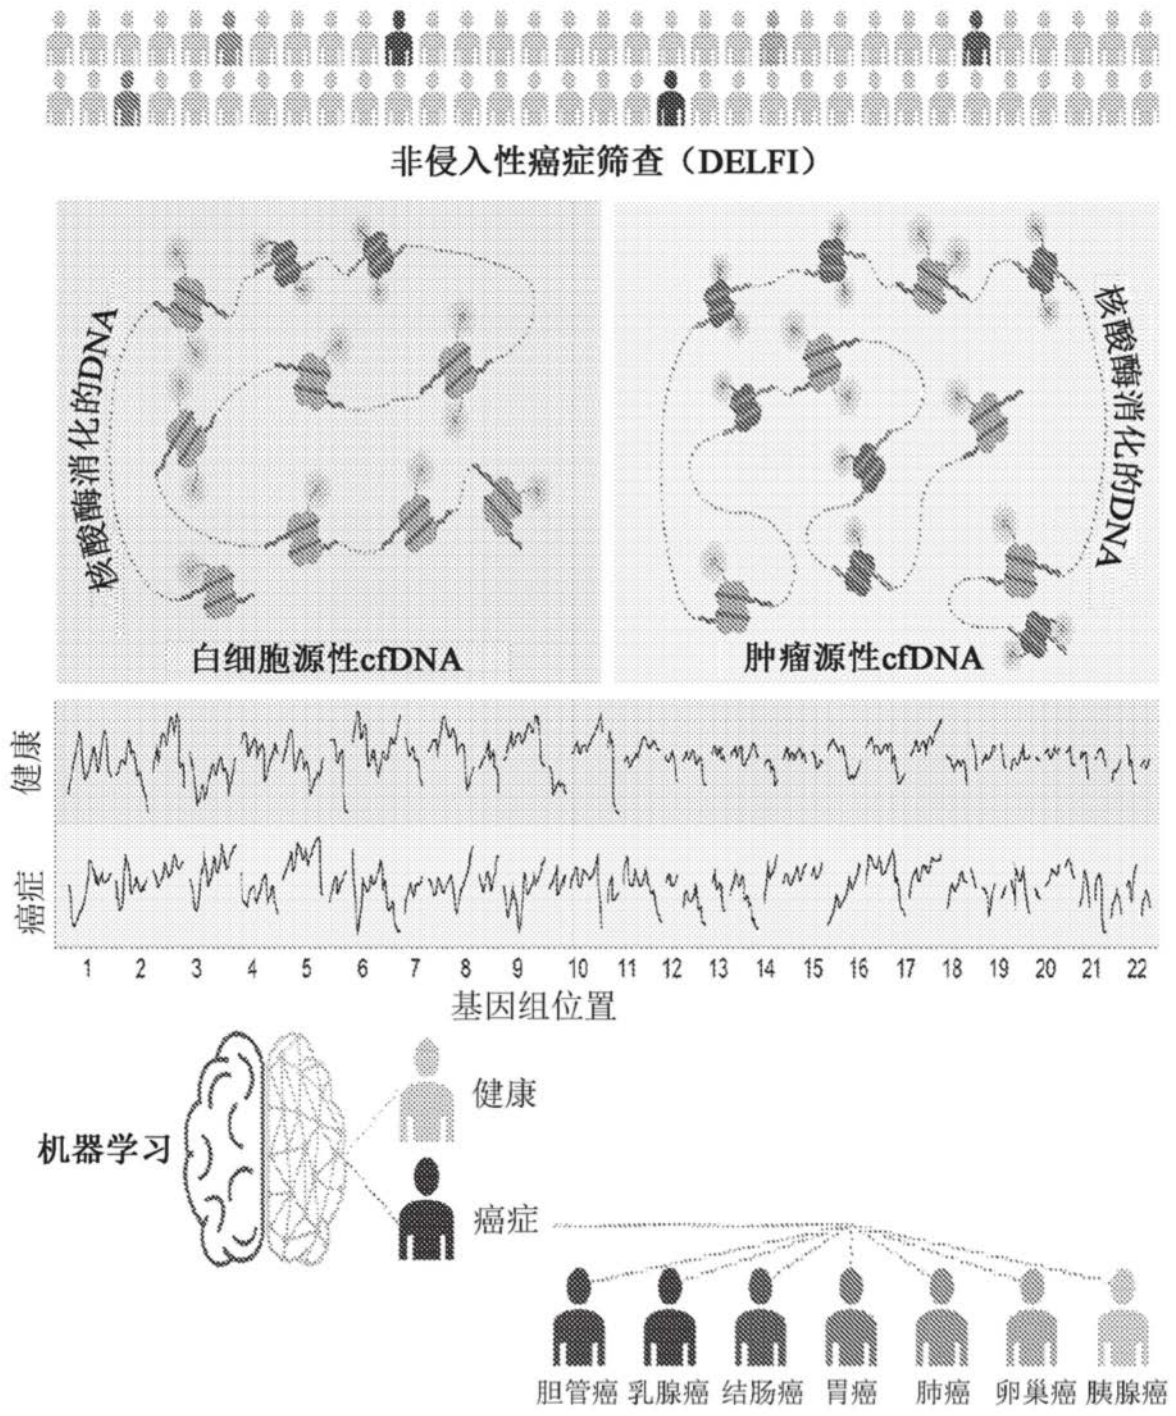 非侵入性癌症筛查（DELFI）
核酸酶消化的DNA
白细胞源性cfDNA
核酸酶消化的DNA
肿瘤源性cfDNA
健康
癌症
1 2 3 4 5 6 7 8 9 10 11 12 13 14 15 16 17 18 19 20 21 22
基因组位置
机器学习
健康
癌症
胆管癌 乳腺癌 结肠癌 胃癌 肺癌 卵巢癌 胰腺癌